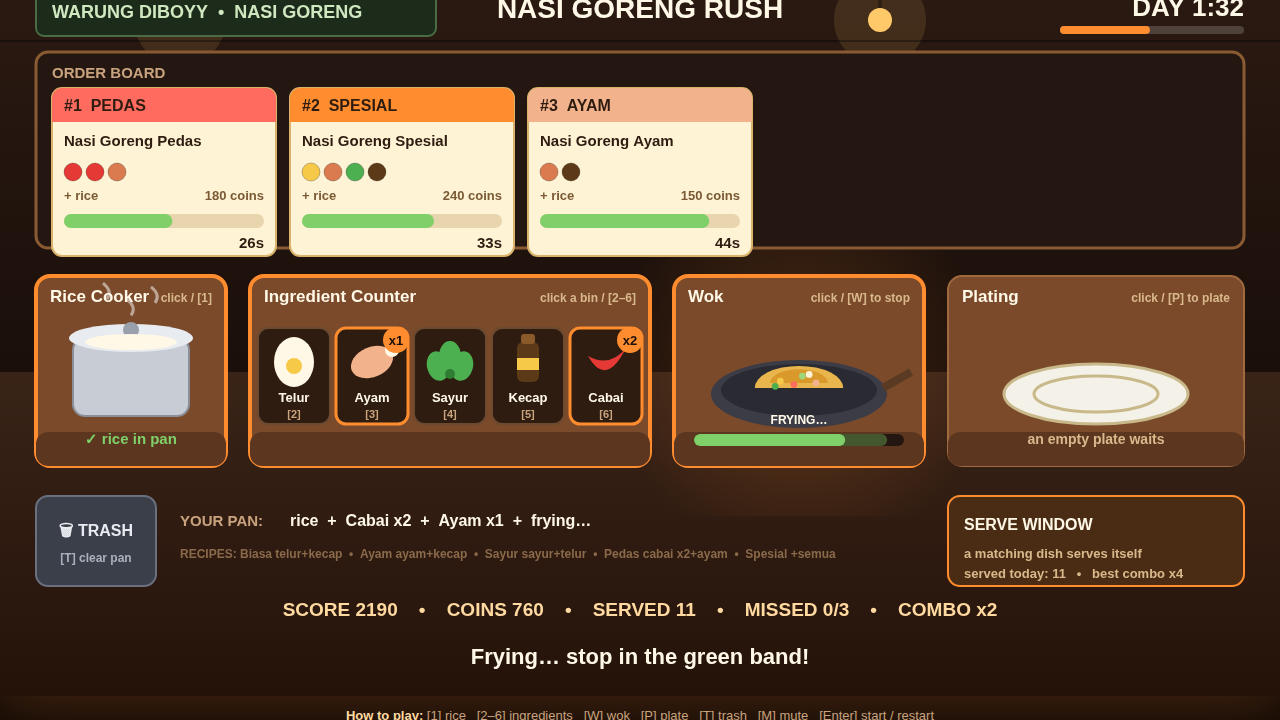 WARUNG DIBOYY • NASI GORENG
NASI GORENG RUSH
DAY 1:32
ORDER BOARD
#1 PEDAS
Nasi Goreng Pedas
+ rice 180 coins
26s
#2 SPESIAL
Nasi Goreng Spesial
+ rice 240 coins
33s
#3 AYAM
Nasi Goreng Ayam
+ rice 150 coins
44s
Rice Cooker click / [1]
✓ rice in pan
Ingredient Counter click a bin / [2–6]
Telur
[2]
x1
Ayam
[3]
Sayur
[4]
Kecap
[5]
x2
Cabai
[6]
Wok click / [W] to stop
FRYING…
Plating click / [P] to plate
an empty plate waits
TRASH
[T] clear pan
YOUR PAN: rice + Cabai x2 + Ayam x1 + frying…
RECIPES: Biasa telur+kecap • Ayam ayam+kecap • Sayur sayur+telur • Pedas cabai x2+ayam • Spesial +semua
SERVE WINDOW
a matching dish serves itself
served today: 11 • best combo x4
SCORE 2190 • COINS 760 • SERVED 11 • MISSED 0/3 • COMBO x2
Frying… stop in the green band!
How to play: [1] rice [2–6] ingredients [W] wok [P] plate [T] trash [M] mute [Enter] start / restart